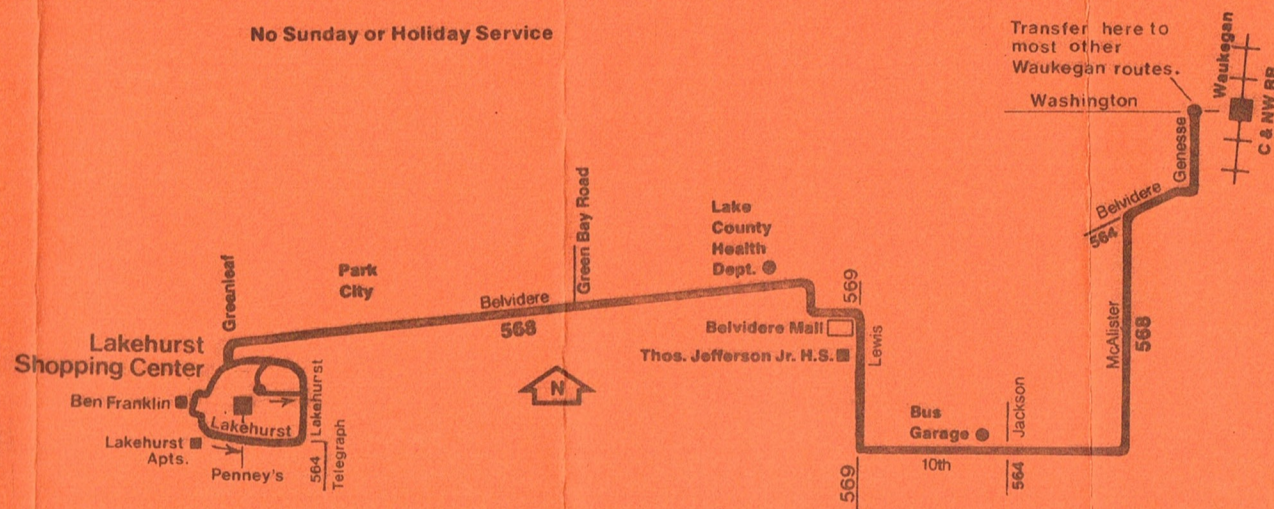 No Sunday or Holiday Service
Transfer here to
most other
Waukegan routes.
Waukegan
C & NW RR
Washington
Genesse
Belvidere
564
McAlister
568
Lake
County
Health
Dept.
Green Bay Road
569
Park
City
Greenleaf
Belvidere
568
Belvidere Mall
Thos. Jefferson Jr. H.S.
Lewis
Lakehurst
Shopping Center
Ben Franklin
Lakehurst
Lakehurst
Lakehurst
Apts.
Penney's
564
Telegraph
N
Bus
Garage
Jackson
10th
569
564